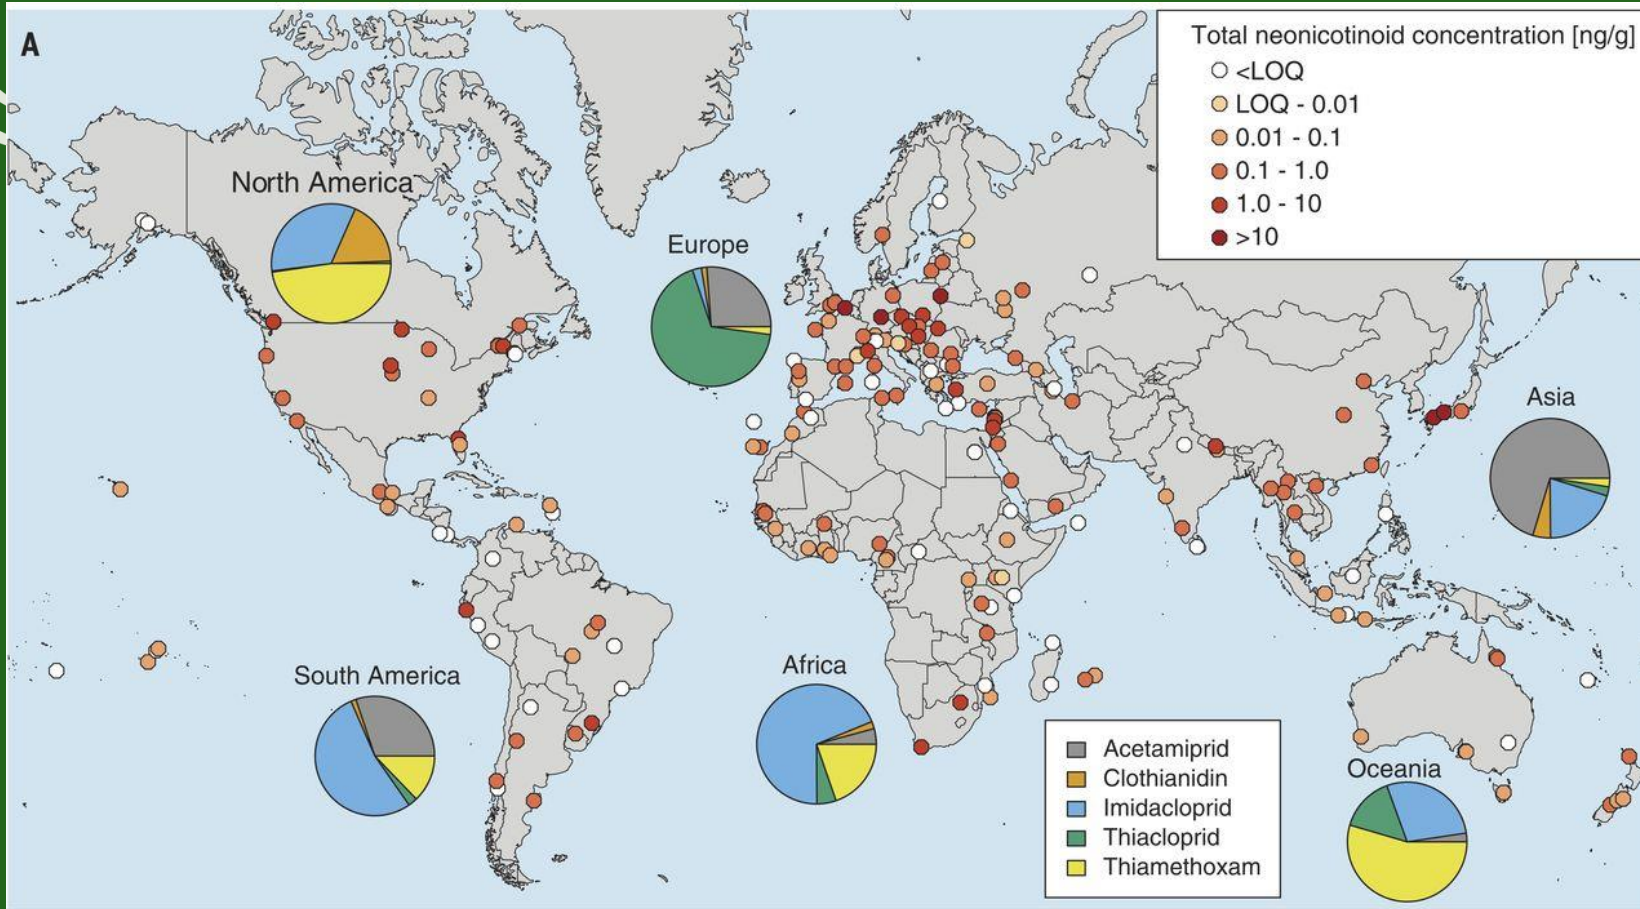 A
Total neonicotinoid concentration [ng/g]
<LOQ
LOQ - 0.01
0.01 - 0.1
0.1 - 1.0
1.0 - 10
>10
North America
Europe
Asia
South America
Africa
Oceania
Acetamiprid
Clothianidin
Imidacloprid
Thiacloprid
Thiamethoxam